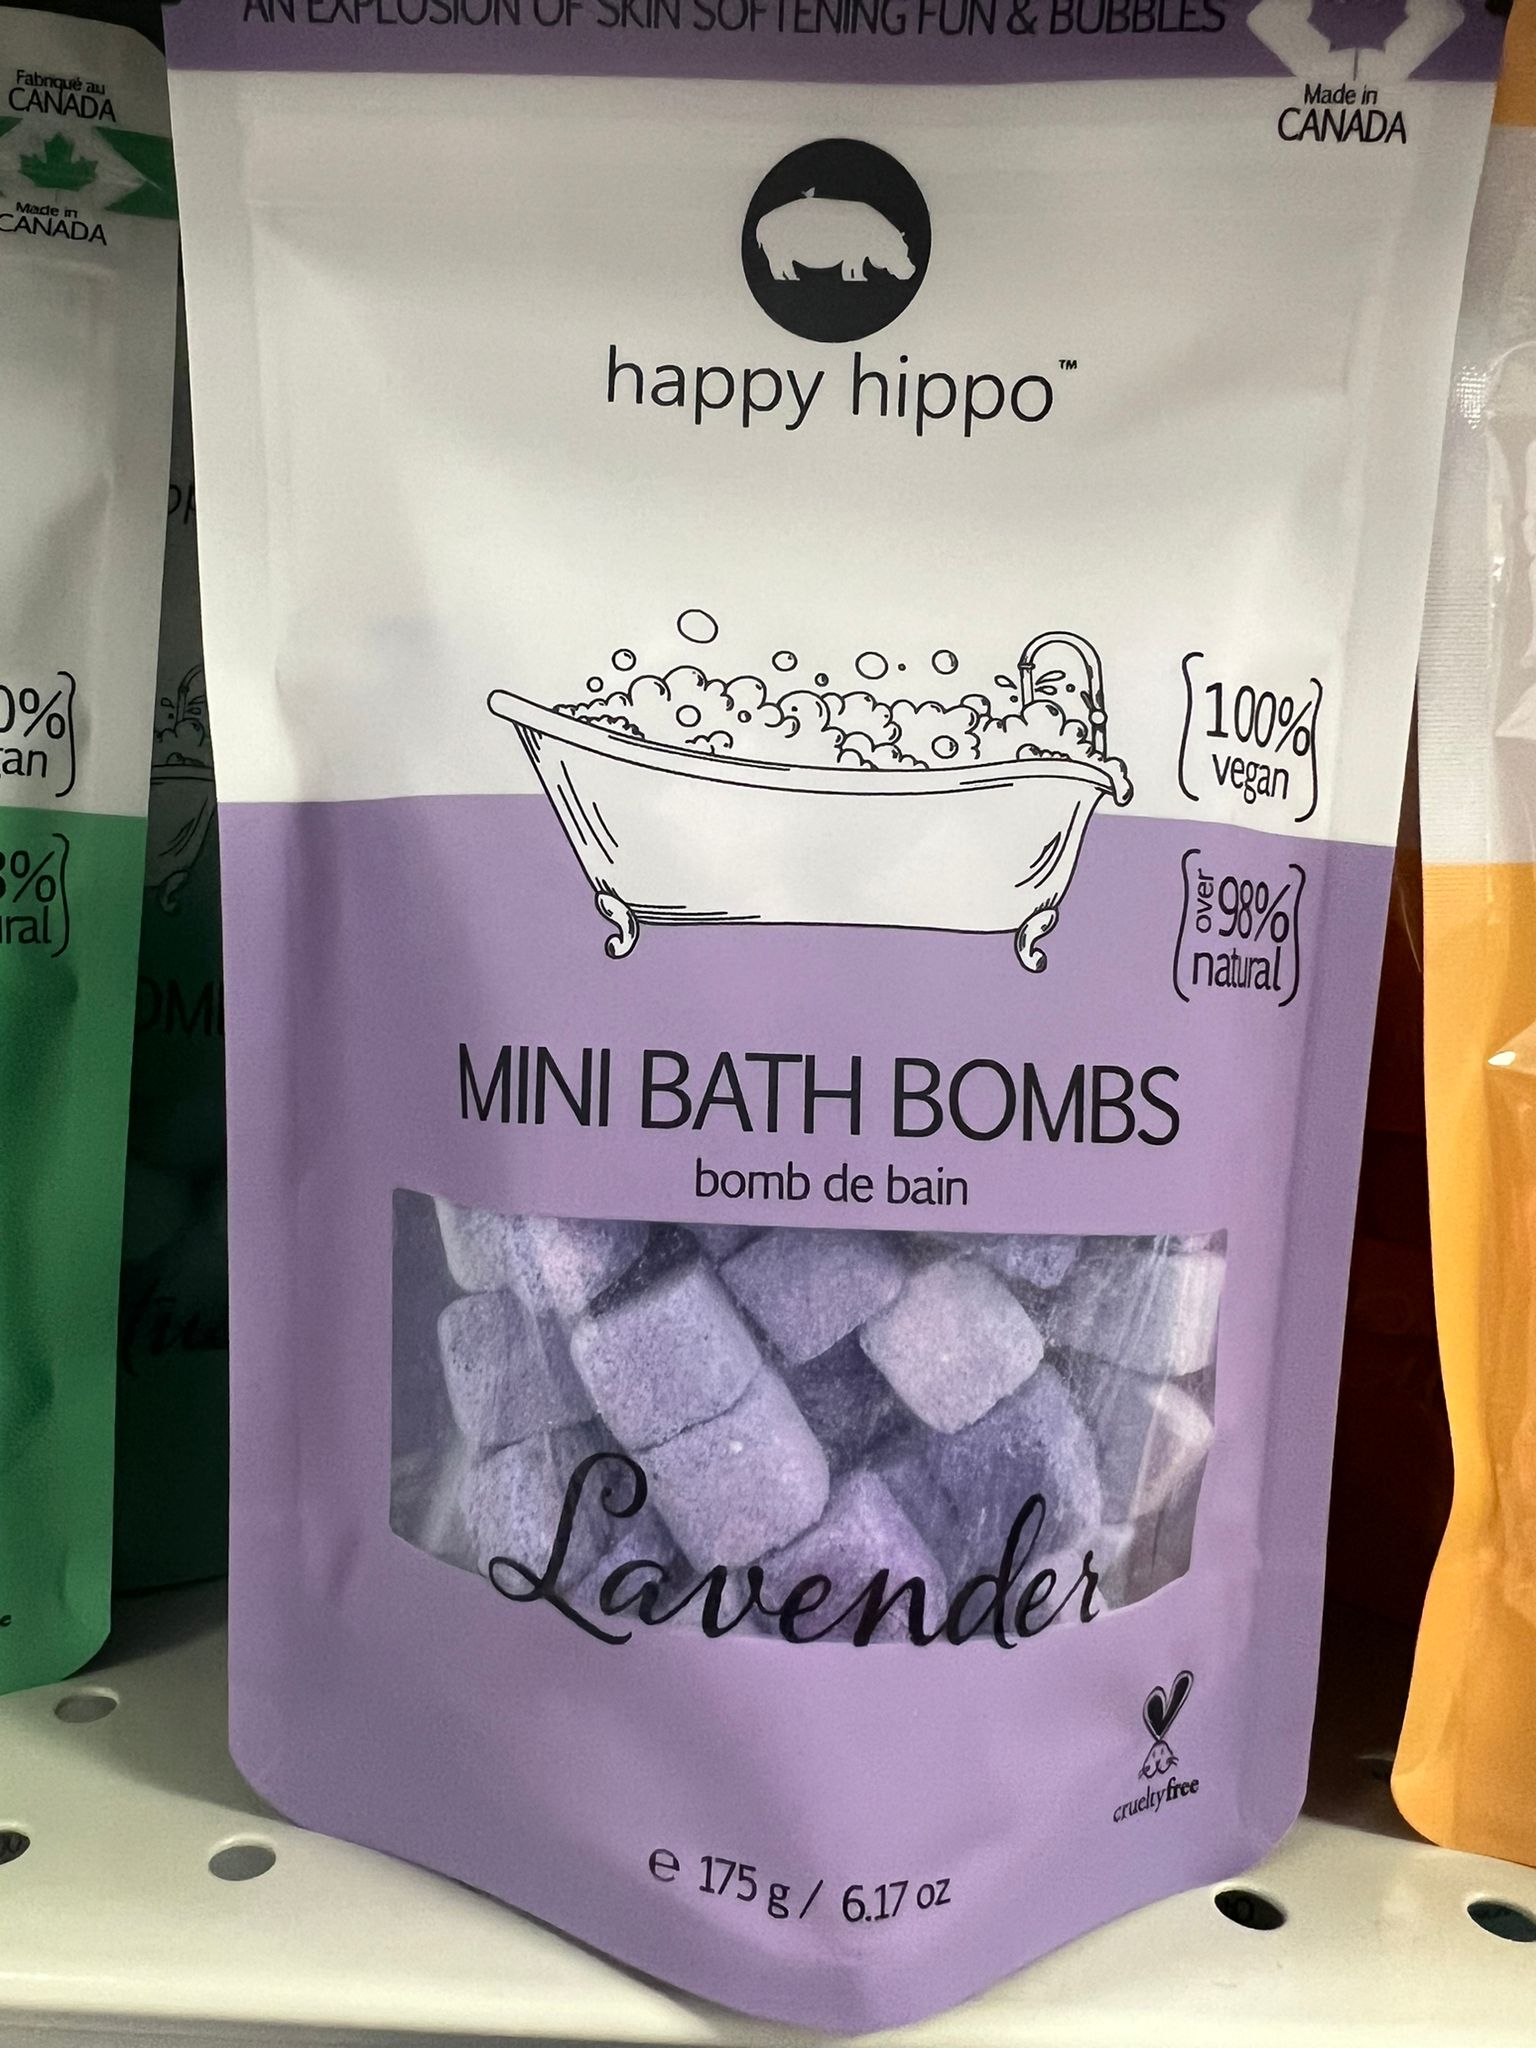 AN EXPLOSION OF SKIN SOFTENING FUN & BUBBLES
Made in
CANADA
happy hippo™
100%
vegan
over 98%
natural
MINI BATH BOMBS
bomb de bain
Lavender
crueltyfree
e 175 g / 6.17 oz
Fabriqué au
CANADA
Made in
CANADA